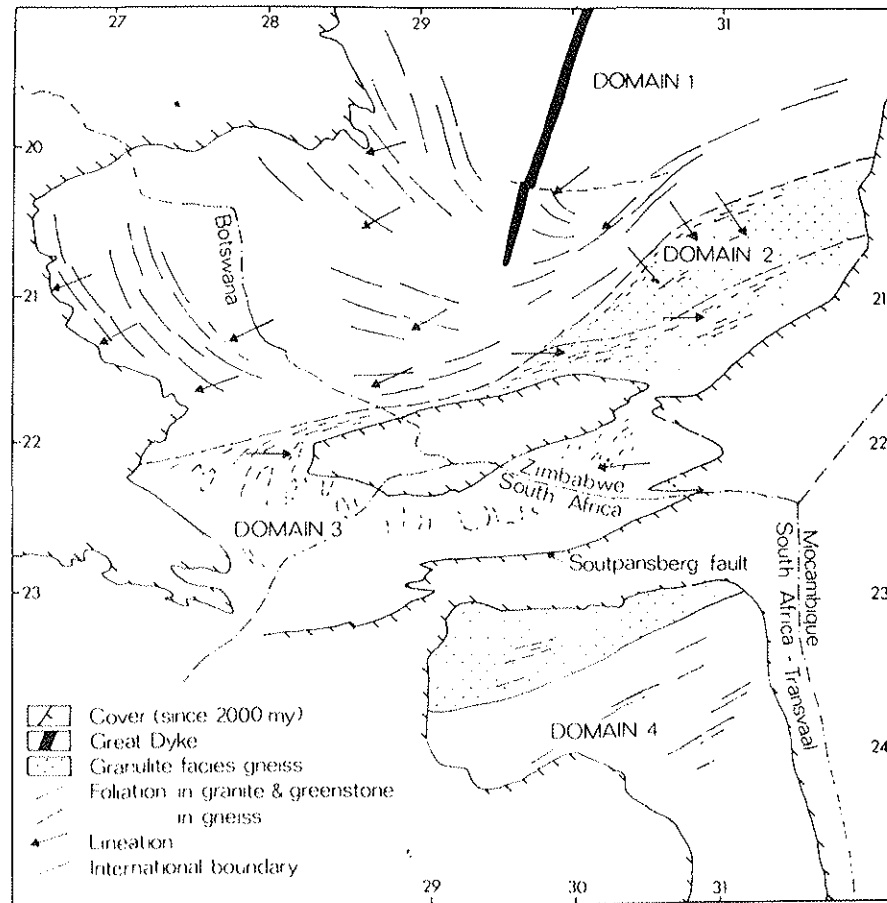 27 28 29 31
DOMAIN 1
20
Botswana
DOMAIN 2
21 21
22
Zimbabwe
South Africa
22
DOMAIN 3
Soutpansberg fault
23 23
Mocambique
South Africa - Transvaal
DOMAIN 4
24
Cover (since 2000 my)
Great Dyke
Granulite facies gneiss
Foliation in granite & greenstone
in gneiss
Lineation
International boundary
29 30 31